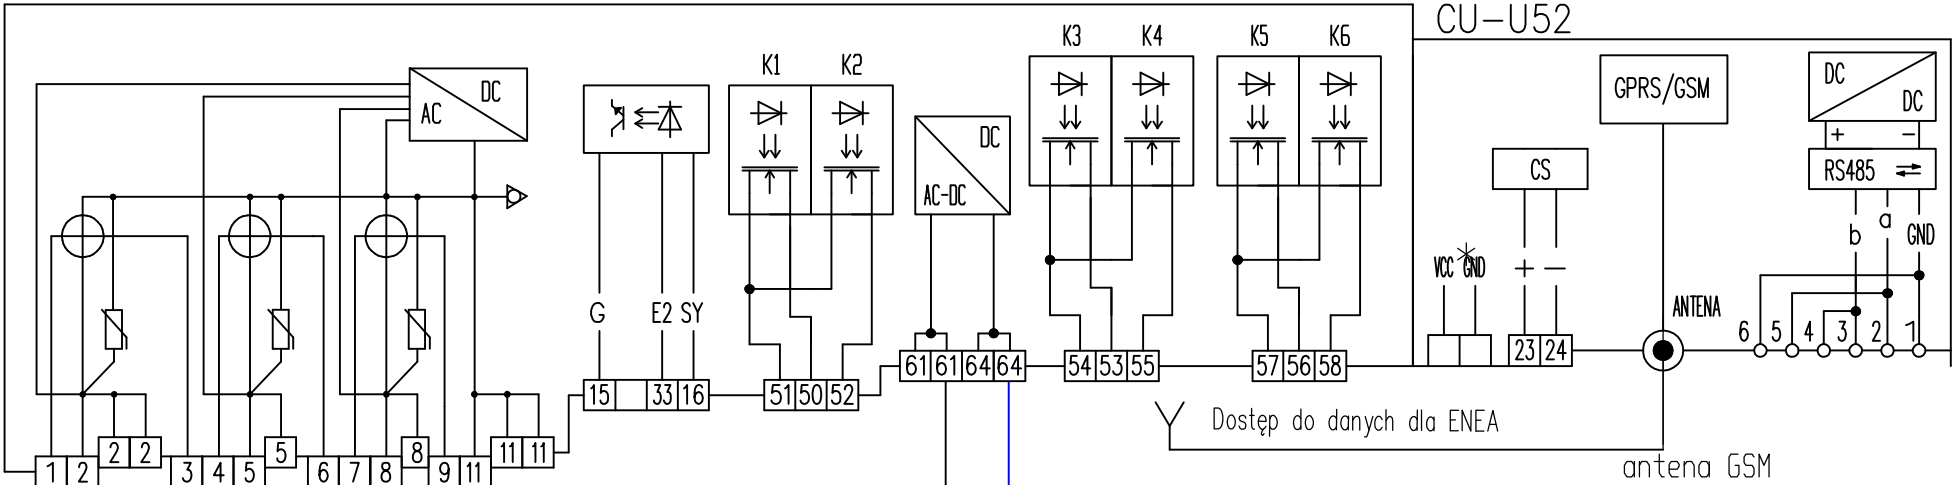 CU-U52
K3 K4 K5 K6
K1 K2
DC
AC
GPRS/GSM
DC
DC
+ -
DC
AC-DC
CS
RS485
b a GND
VCC *GND
+ -
G E2 SY
ANTENA
6 5 4 3 2 1
61 61 64 64
54 53 55
57 56 58
23 24
15 33 16
51 50 52
Dostęp do danych dla ENEA
2 2 5 8 11 11
1 2 3 4 5 6 7 8 9 11
antena GSM